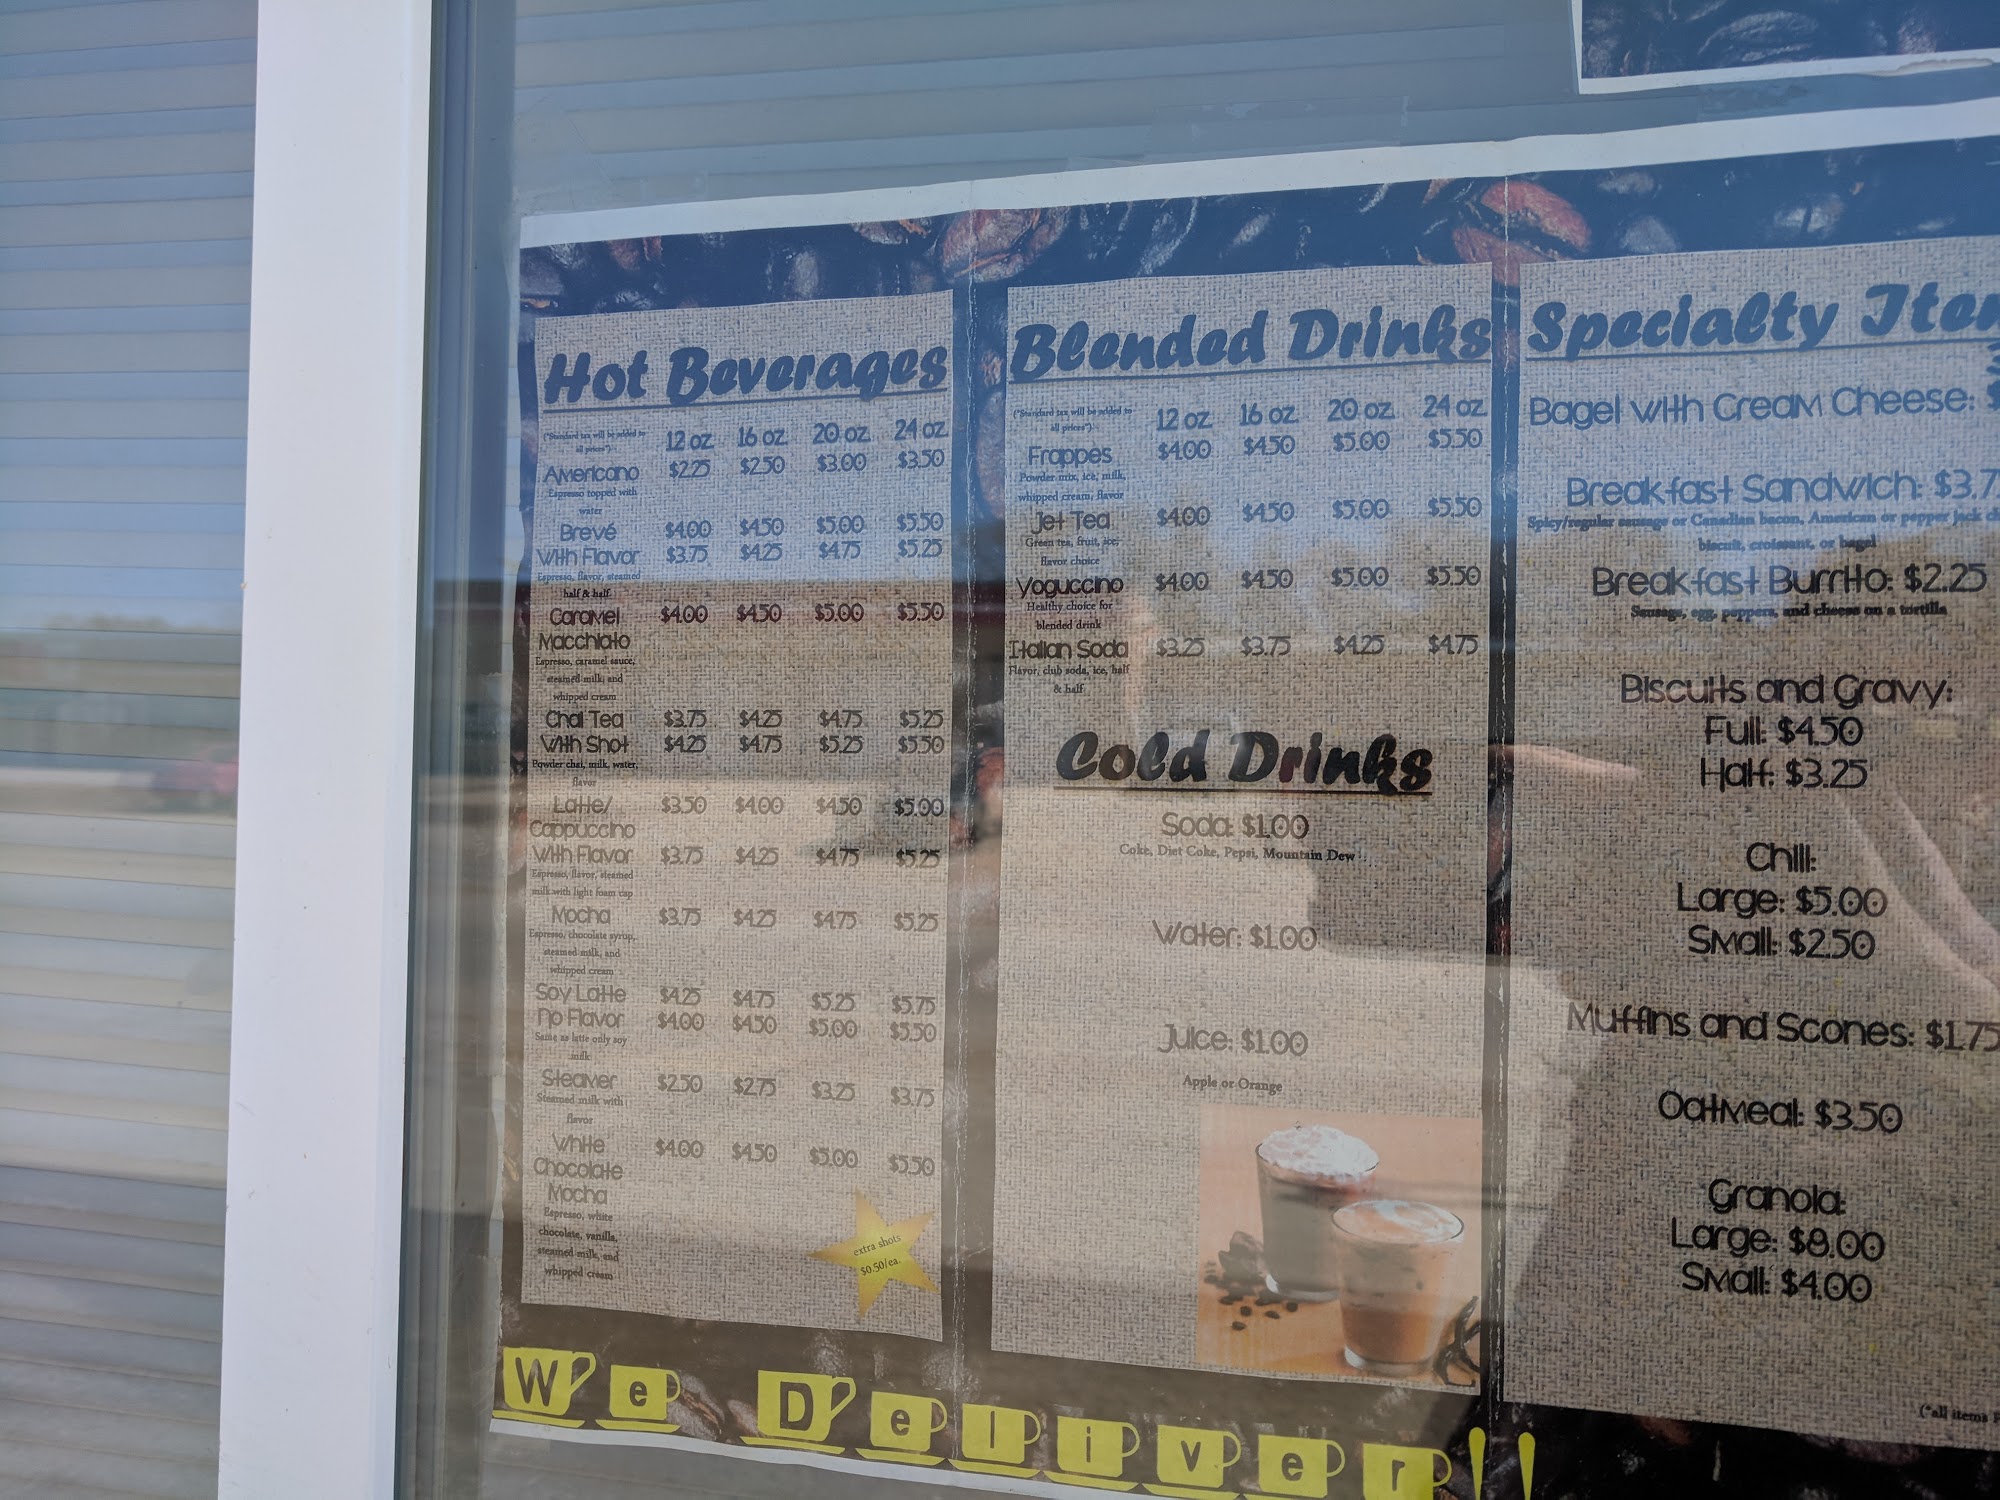 Hot Beverages
("Standard tax will be added to
all prices")
12 oz 16 oz 20 oz 24 oz
Americano $2.25 $2.50 $3.00 $3.50
Espresso topped with
water
Brevé $4.00 $4.50 $5.00 $5.50
With Flavor $3.75 $4.25 $4.75 $5.25
Espresso, flavor, steamed
half & half
Caramel $4.00 $4.50 $5.00 $5.50
Macchiato
Espresso, caramel sauce,
steamed milk, and
whipped cream
Chai Tea $3.75 $4.25 $4.75 $5.25
With Shot $4.25 $4.75 $5.25 $5.50
Powder chai, milk, water,
flavor
Latte/ $3.50 $4.00 $4.50 $5.00
Cappuccino
With Flavor $3.75 $4.25 $4.75 $5.25
Espresso, flavor, steamed
milk with light foam cap
Mocha $3.75 $4.25 $4.75 $5.25
Espresso, chocolate syrup,
steamed milk, and
whipped cream
Soy Latte $4.25 $4.75 $5.25 $5.75
No Flavor $4.00 $4.50 $5.00 $5.50
Same as latte only soy
milk
Steamer $2.50 $2.75 $3.25 $3.75
Steamed milk with
flavor
White $4.00 $4.50 $5.00 $5.50
Chocolate
Mocha
Espresso, white
chocolate, vanilla,
steamed milk, and
whipped cream
extra shots
$0.50/ea.
Blended Drinks
("Standard tax will be added to
all prices")
12 oz 16 oz 20 oz 24 oz
Frappes $4.00 $4.50 $5.00 $5.50
Powder mix, ice, milk,
whipped cream, flavor
Jet Tea $4.00 $4.50 $5.00 $5.50
Green tea, fruit, ice,
flavor choice
Yoguccino $4.00 $4.50 $5.00 $5.50
Healthy choice for
blended drink
Italian Soda $3.25 $3.75 $4.25 $4.75
Flavor, club soda, ice, half
& half
Cold Drinks
Soda: $1.00
Coke, Diet Coke, Pepsi, Mountain Dew
Water: $1.00
Juice: $1.00
Apple or Orange
Specialty
Bagel with Cream Cheese:
Breakfast Sandwich: $3.7
Spicy/regular sausage or Canadian bacon, American or pepper jack
biscuit, croissant, or bagel
Breakfast Burrito: $2.25
Sausage, egg, peppers, and cheese on a tortilla
Biscuits and Gravy:
Full: $4.50
Half: $3.25
Chili:
Large: $5.00
Small: $2.50
Muffins and Scones: $1.75
Oatmeal: $3.50
Granola:
Large: $8.00
Small: $4.00
("all items
We Deliver!!